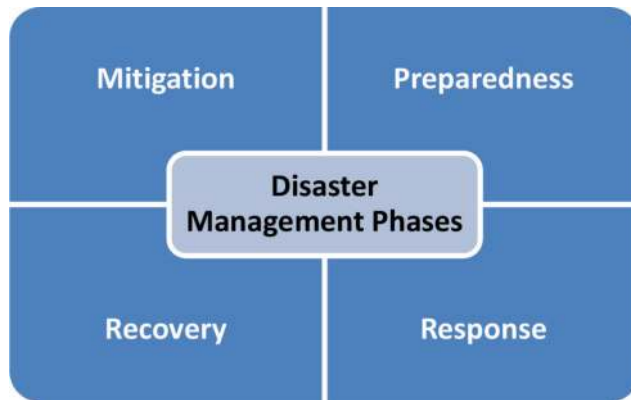 Mitigation
Preparedness
Disaster
Management Phases
Recovery
Response